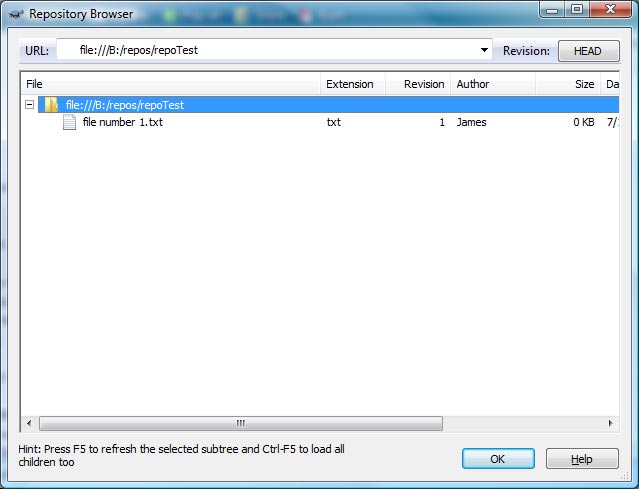 Repository Browser
URL: file:///B:/repos/repoTest Revision: HEAD
File Extension Revision Author Size Da
file:///B:/repos/repoTest
file number 1.txt txt 1 James 0 KB 7/
Hint: Press F5 to refresh the selected subtree and Ctrl-F5 to load all
children too
OK Help